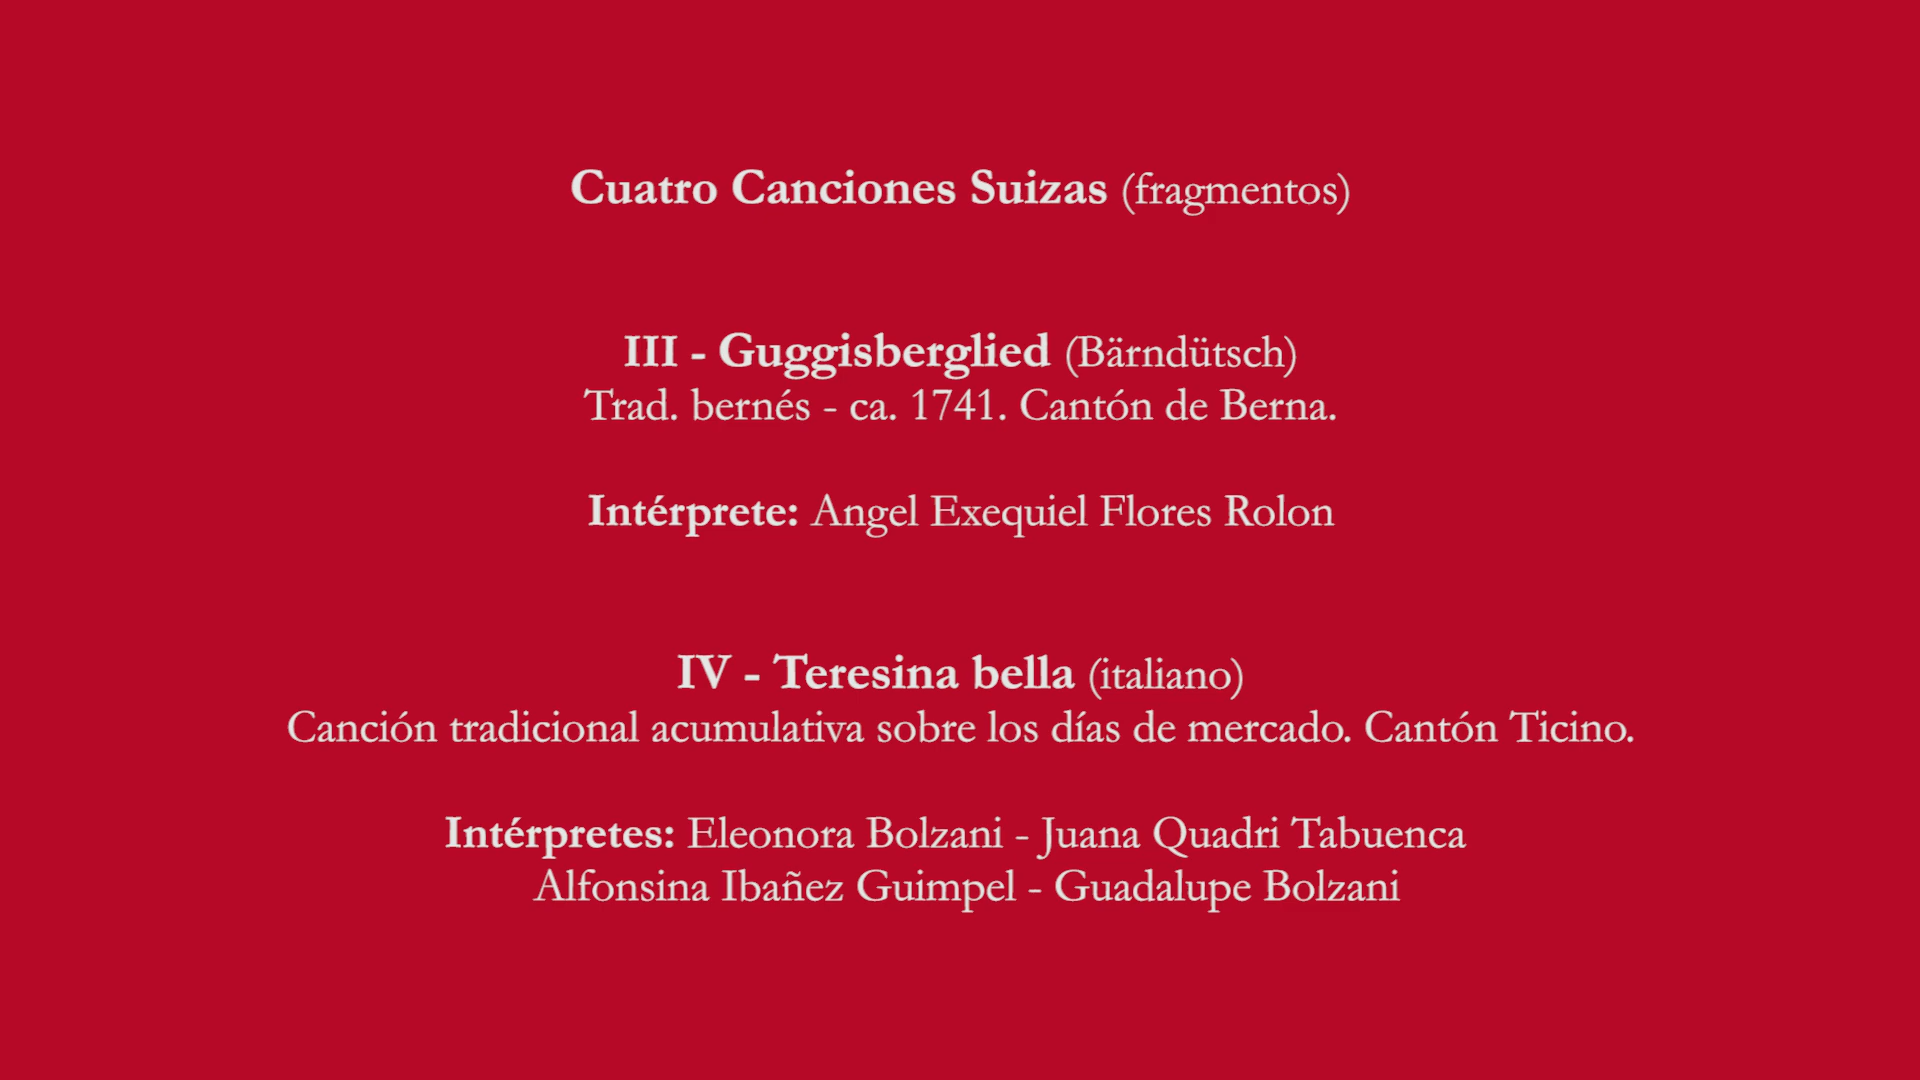 Cuatro Canciones Suizas (fragmentos)
III - Guggisberglied (Bärndütsch)
Trad. bernés - ca. 1741. Cantón de Berna.
Intérprete: Angel Exequiel Flores Rolon
IV - Teresina bella (italiano)
Canción tradicional acumulativa sobre los días de mercado. Cantón Ticino.
Intérpretes: Eleonora Bolzani - Juana Quadri Tabuenca
Alfonsina Ibañez Guimpel - Guadalupe Bolzani